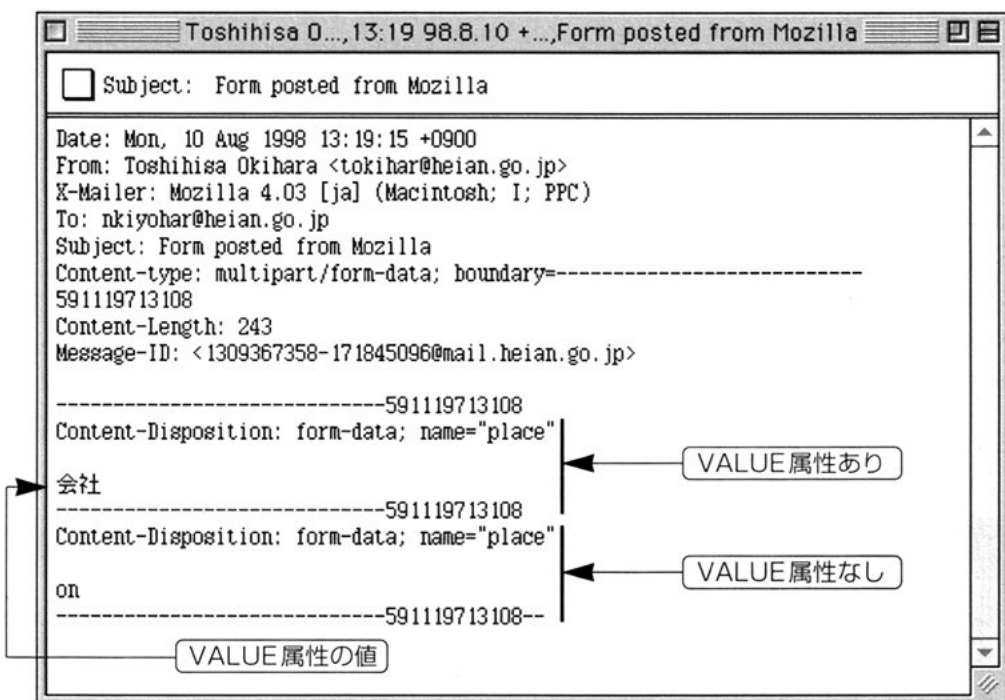 Toshihisa O...,13:19 98.8.10 +...,Form posted from Mozilla
Subject: Form posted from Mozilla
Date: Mon, 10 Aug 1998 13:19:15 +0900
From: Toshihisa Okihara <tokihar@heian.go.jp>
X-Mailer: Mozilla 4.03 [ja] (Macintosh; I; PPC)
To: nkiyohar@heian.go.jp
Subject: Form posted from Mozilla
Content-type: multipart/form-data; boundary=---------------------------
591119713108
Content-Length: 243
Message-ID: <1309367358-171845096@mail.heian.go.jp>
-----------------------------591119713108
Content-Disposition: form-data; name="place"
VALUE属性あり
会社
-----------------------------591119713108
Content-Disposition: form-data; name="place"
VALUE属性なし
on
-----------------------------591119713108--
VALUE属性の値